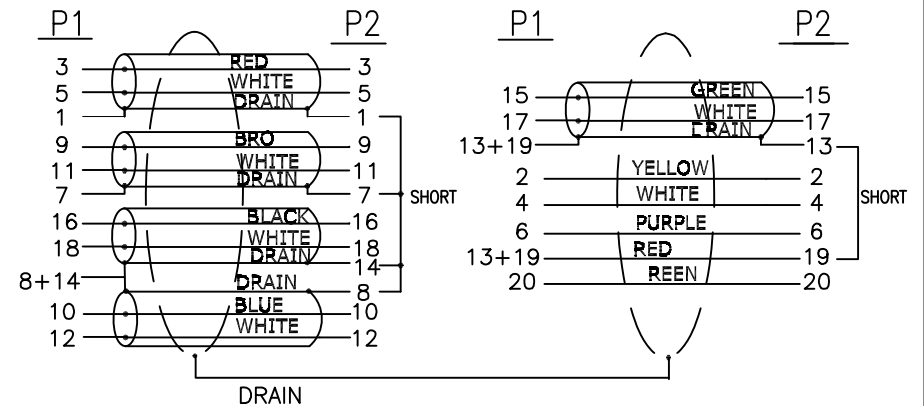 P1 P2
3 RED 3
5 WHITE 5
1 DRAIN 1
9 BRO 9
11 WHITE 11
7 DRAIN 7
SHORT
16 BLACK 16
18 WHITE 18
DRAIN 14
8+14 DRAIN 8
10 BLUE 10
12 WHITE 12
DRAIN
P1 P2
15 GREEN 15
17 WHITE 17
13+19 DRAIN 13
2 YELLOW 2
4 WHITE 4
SHORT
6 PURPLE 6
13+19 RED 19
20 REEN 20